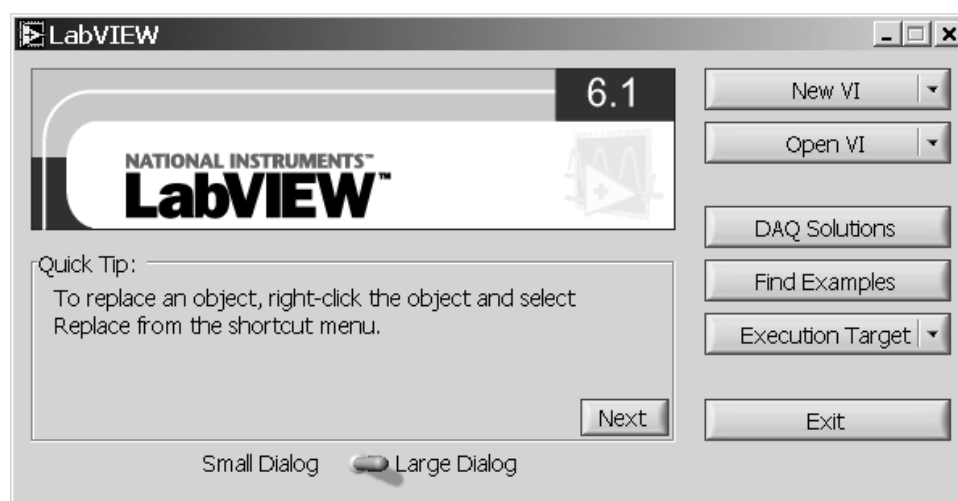 LabVIEW
6.1
NATIONAL INSTRUMENTS™
LabVIEW™
New VI
Open VI
DAQ Solutions
Find Examples
Execution Target
Exit
Quick Tip:
To replace an object, right-click the object and select
Replace from the shortcut menu.
Next
Small Dialog Large Dialog